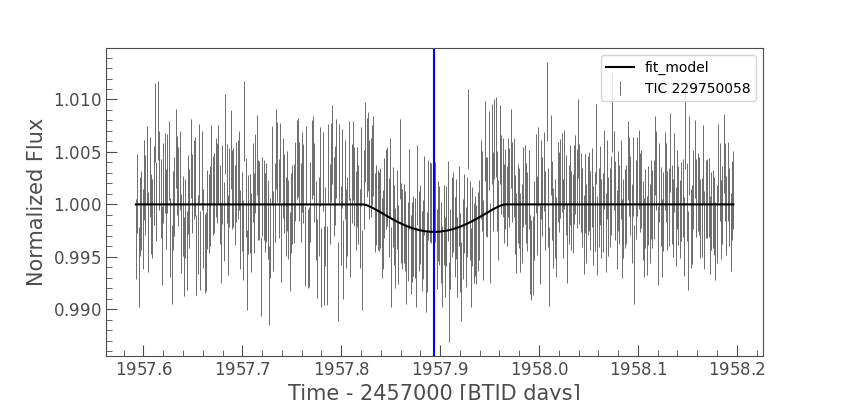 fit_model
TIC 229750058
1.010
1.005
1.000
0.995
0.990
Normalized Flux
1957.6 1957.7 1957.8 1957.9 1958.0 1958.1 1958.2
Time - 2457000 [BTJD days]